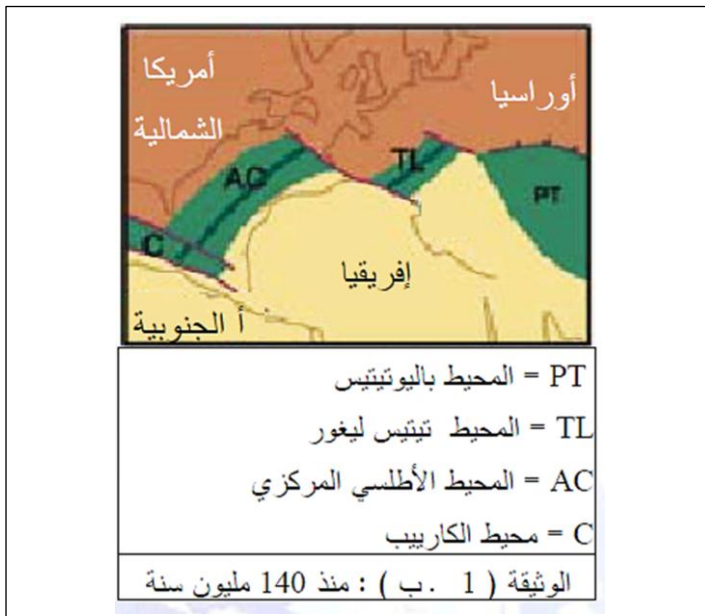 أمريكا
الشمالية
أوراسيا
AC
TL
PT
C
إفريقيا
أ الجنوبية
PT = المحيط باليوتيتيس
TL = المحيط تيتيس ليغور
AC = المحيط الأطلسي المركزي
C = محيط الكارييب
الوثيقة ( 1 . ب ) : منذ 140 مليون سنة